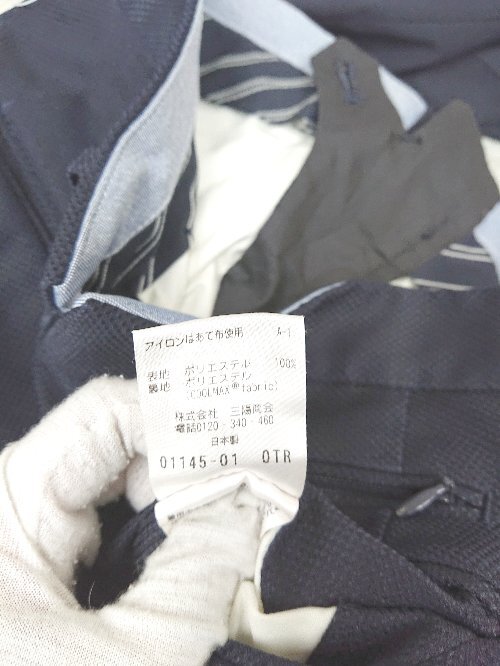 アイロンはあて布使用 A-1
表地 ポリエステル 100%
裏地 ポリエステル
(COOLMAX®fabric)
株式会社 三陽商会
電話0120-340-460
日本製
01145-01 OTR